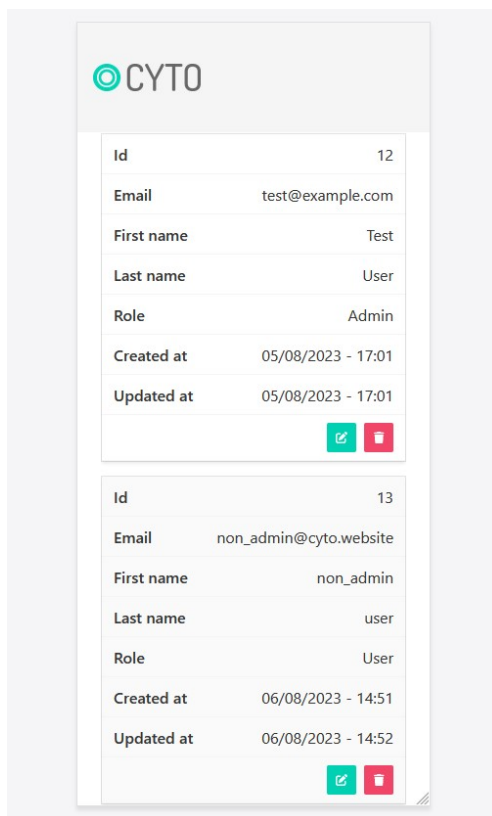 CYTO
Id 12
Email test@example.com
First name Test
Last name User
Role Admin
Created at 05/08/2023 - 17:01
Updated at 05/08/2023 - 17:01
Id 13
Email non_admin@cyto.website
First name non_admin
Last name user
Role User
Created at 06/08/2023 - 14:51
Updated at 06/08/2023 - 14:52